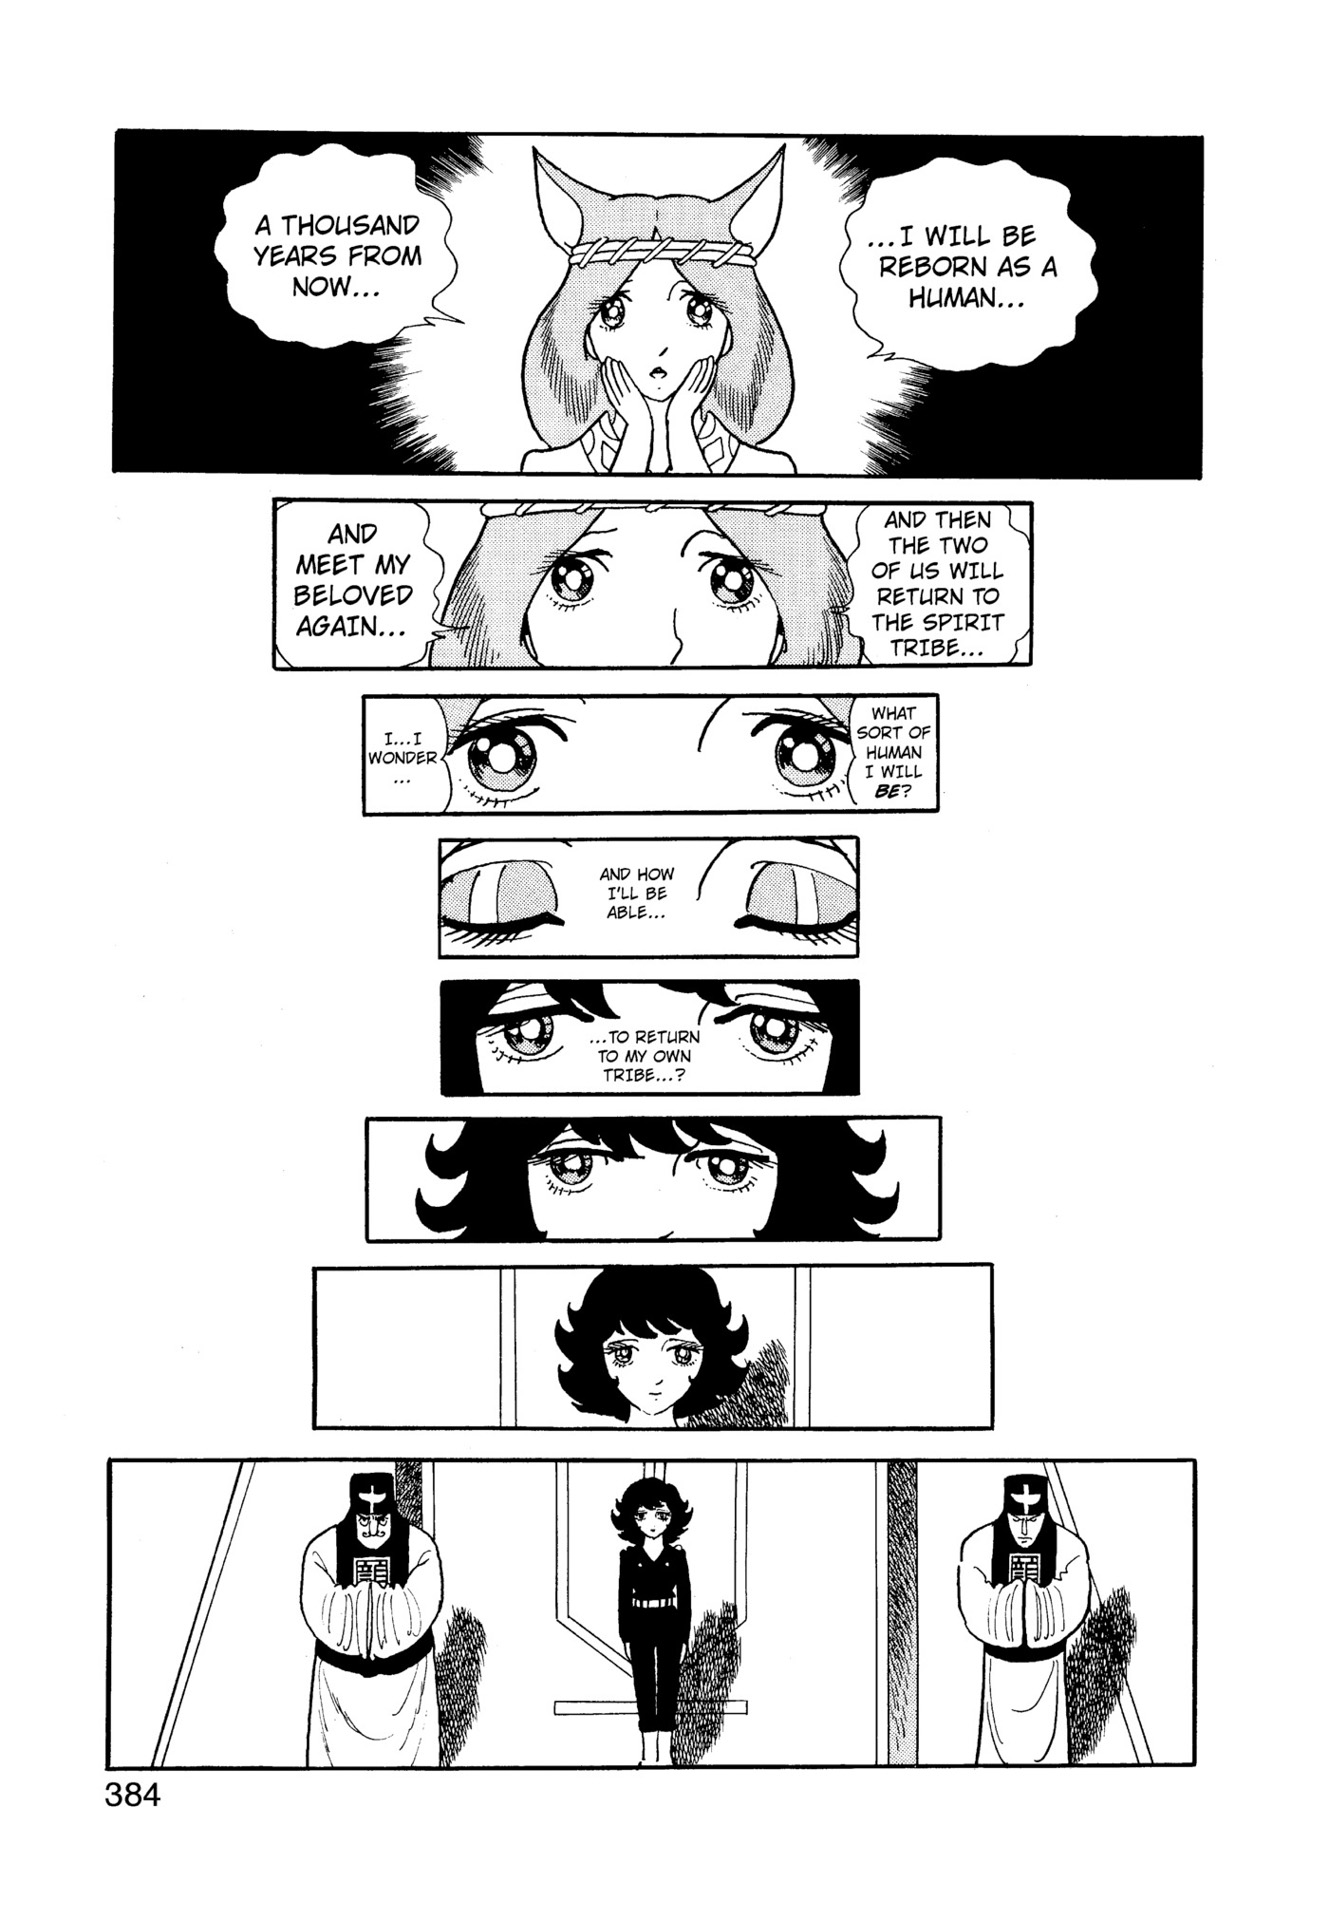 A THOUSAND
YEARS FROM
NOW...
...I WILL BE
REBORN AS A
HUMAN...
AND
MEET MY
BELOVED
AGAIN...
AND THEN
THE TWO
OF US WILL
RETURN TO
THE SPIRIT
TRIBE...
I...I
WONDER
...
WHAT
SORT OF
HUMAN
I WILL
BE?
AND HOW
I'LL BE
ABLE...
...TO RETURN
TO MY OWN
TRIBE...?
384